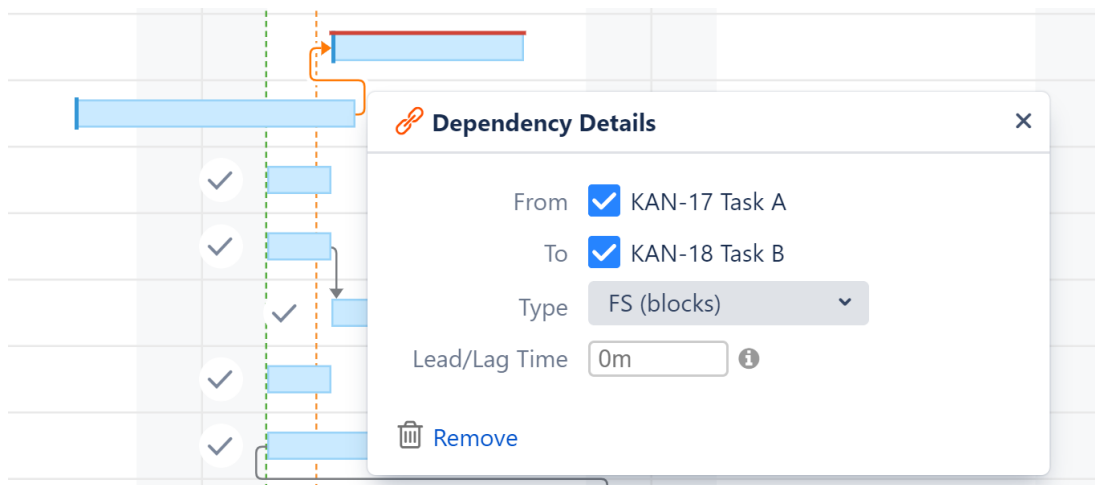 Dependency Details
From KAN-17 Task A
To KAN-18 Task B
Type FS (blocks)
Lead/Lag Time 0m
Remove